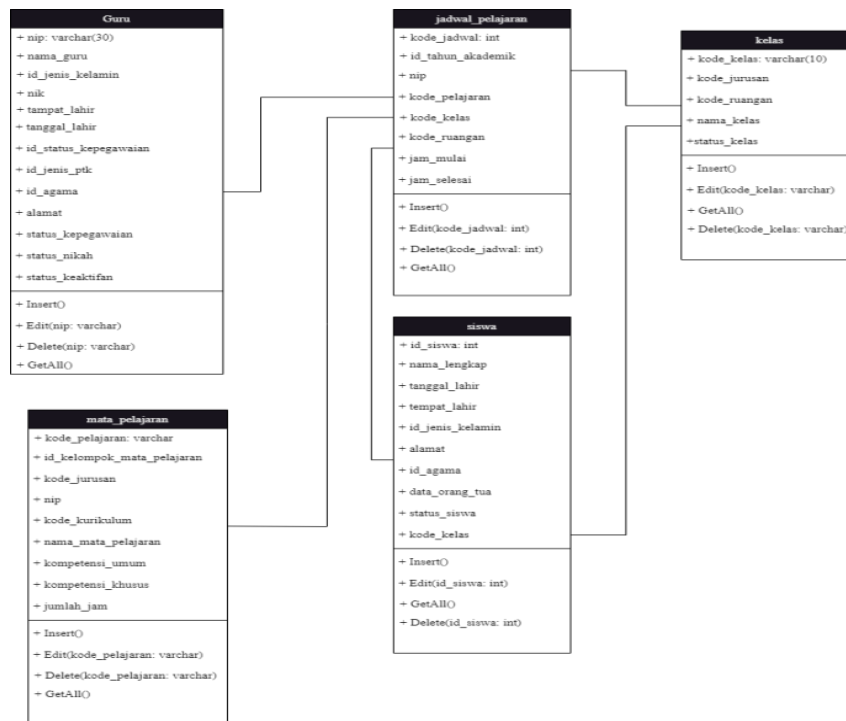 Guru
+ nip: varchar(30)
+ nama_guru
+ id_jenis_kelamin
+ nik
+ tampat_lahir
+ tanggal_lahir
+ id_status_kepegawaian
+ id_jenis_ptk
+ id_agama
+ alamat
+ status_kepegawaian
+ status_nikah
+ status_keaktifan
+ Insert()
+ Edit(nip: varchar)
+ Delete(nip: varchar)
+ GetAll()
jadwal_pelajaran
+ kode_jadwal: int
+ id_tahun_akademik
+ nip
+ kode_pelajaran
+ kode_kelas
+ kode_ruangan
+ jam_mulai
+ jam_selesai
+ Insert()
+ Edit(kode_jadwal: int)
+ Delete(kode_jadwal: int)
+ GetAll()
kelas
+ kode_kelas: varchar(10)
+ kode_jurusan
+ kode_ruangan
+ nama_kelas
+status_kelas
+ Insert()
+ Edit(kode_kelas: varchar)
+ GetAll()
+ Delete(kode_kelas: varchar)
mata_pelajaran
+ kode_pelajaran: varchar
+ id_kelompok_mata_pelajaran
+ kode_jurusan
+ nip
+ kode_kurikulum
+ nama_mata_pelajaran
+ kompetensi_umum
+ kompetensi_khusus
+ jumlah_jam
+ Insert()
+ Edit(kode_pelajaran: varchar)
+ Delete(kode_pelajaran: varchar)
+ GetAll()
siswa
+ id_siswa: int
+ nama_lengkap
+ tanggal_lahir
+ tempat_lahir
+ id_jenis_kelamin
+ alamat
+ id_agama
+ data_orang_tua
+ status_siswa
+ kode_kelas
+ Insert()
+ Edit(id_siswa: int)
+ GetAll()
+ Delete(id_siswa: int)